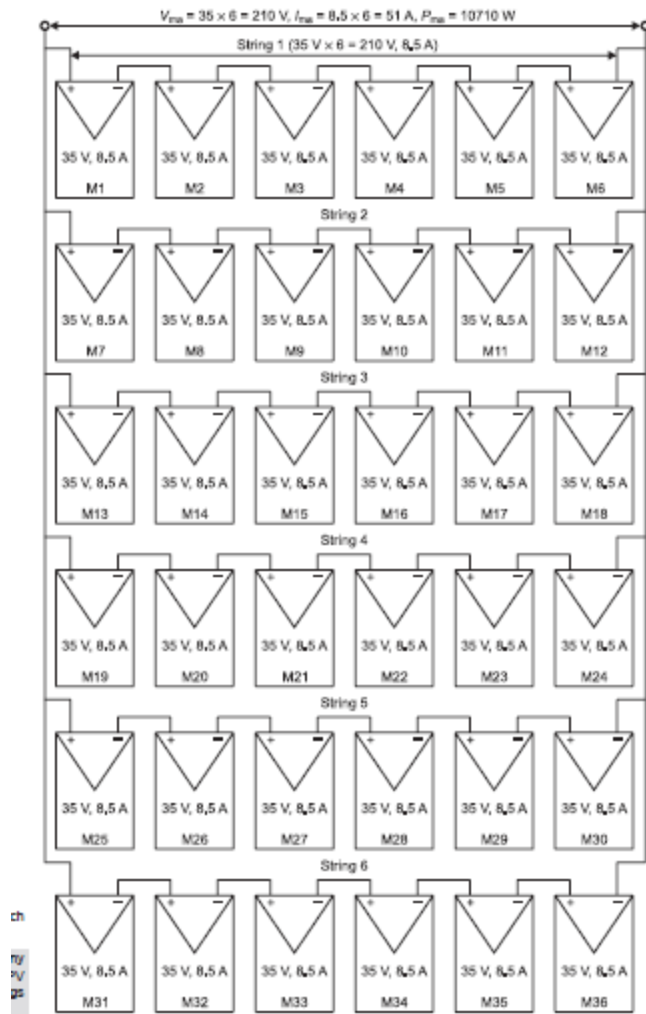 Vma = 35 × 6 = 210 V, Ima = 8.5 × 6 = 51 A, Pma = 10710 W
String 1 (35 V × 6 = 210 V, 8.5 A)
+ − + − + − + − + − + −
35 V, 8.5 A 35 V, 8.5 A 35 V, 8.5 A 35 V, 8.5 A 35 V, 8.5 A 35 V, 8.5 A
M1 M2 M3 M4 M5 M6
String 2
+ − + − + − + − + − + −
35 V, 8.5 A 35 V, 8.5 A 35 V, 8.5 A 35 V, 8.5 A 35 V, 8.5 A 35 V, 8.5 A
M7 M8 M9 M10 M11 M12
String 3
+ − + − + − + − + − + −
35 V, 8.5 A 35 V, 8.5 A 35 V, 8.5 A 35 V, 8.5 A 35 V, 8.5 A 35 V, 8.5 A
M13 M14 M15 M16 M17 M18
String 4
+ − + − + − + − + − + −
35 V, 8.5 A 35 V, 8.5 A 35 V, 8.5 A 35 V, 8.5 A 35 V, 8.5 A 35 V, 8.5 A
M19 M20 M21 M22 M23 M24
String 5
+ − + − + − + − + − + −
35 V, 8.5 A 35 V, 8.5 A 35 V, 8.5 A 35 V, 8.5 A 35 V, 8.5 A 35 V, 8.5 A
M25 M26 M27 M28 M29 M30
String 6
+ − + − + − + − + − + −
35 V, 8.5 A 35 V, 8.5 A 35 V, 8.5 A 35 V, 8.5 A 35 V, 8.5 A 35 V, 8.5 A
M31 M32 M33 M34 M35 M36
ch
ny
PV
gs